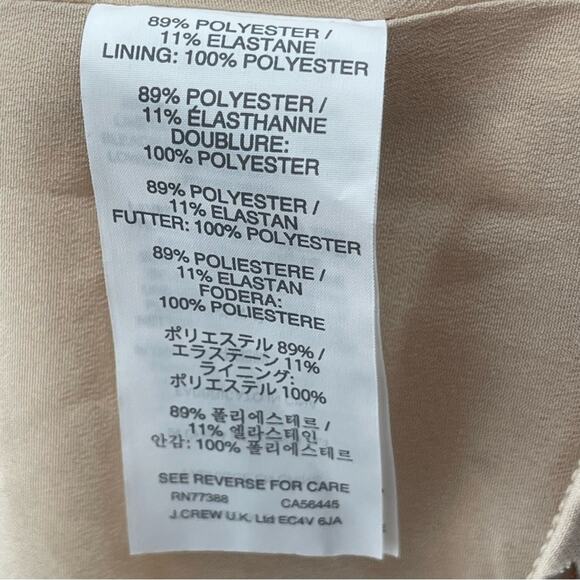 89% POLYESTER /
11% ELASTANE
LINING: 100% POLYESTER
89% POLYESTER /
11% ÉLASTHANNE
DOUBLURE:
100% POLYESTER
89% POLYESTER /
11% ELASTAN
FUTTER: 100% POLYESTER
89% POLIESTERE /
11% ELASTAN
FODERA:
100% POLIESTERE
ポリエステル 89% /
エラステーン 11%
ライニング:
ポリエステル 100%
89% 폴리에스테르 /
11% 엘라스테인
안감: 100% 폴리에스테르
SEE REVERSE FOR CARE
RN77388 CA56445
J.CREW U.K. Ltd EC4V 6JA